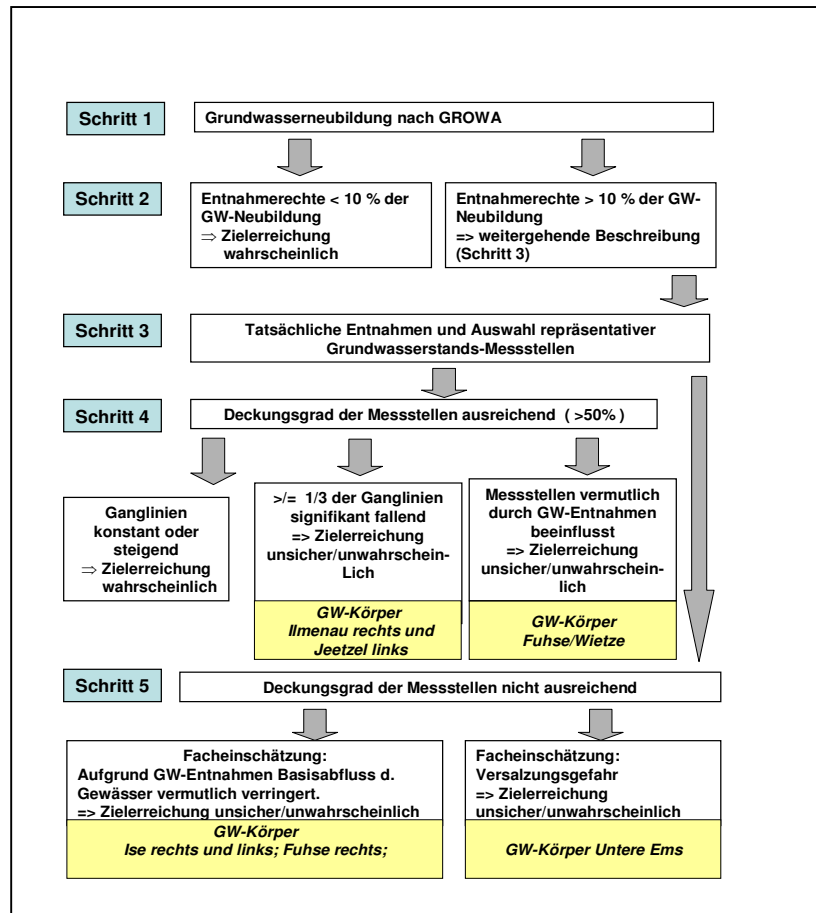 Schritt 1
Grundwasserneubildung nach GROWA
Schritt 2
Entnahmerechte < 10 % der
GW-Neubildung
⇒ Zielerreichung
wahrscheinlich
Entnahmerechte > 10 % der GW-
Neubildung
=> weitergehende Beschreibung
(Schritt 3)
Schritt 3
Tatsächliche Entnahmen und Auswahl repräsentativer
Grundwasserstands-Messstellen
Schritt 4
Deckungsgrad der Messstellen ausreichend ( >50% )
Ganglinien
konstant oder
steigend
⇒ Zielerreichung
wahrscheinlich
>/= 1/3 der Ganglinien
signifikant fallend
=> Zielerreichung
unsicher/unwahrschein-
Lich
GW-Körper
Ilmenau rechts und
Jeetzel links
Messstellen vermutlich
durch GW-Entnahmen
beeinflusst
=> Zielerreichung
unsicher/unwahrschein-
lich
GW-Körper
Fuhse/Wietze
Schritt 5
Deckungsgrad der Messstellen nicht ausreichend
Facheinschätzung:
Aufgrund GW-Entnahmen Basisabfluss d.
Gewässer vermutlich verringert.
=> Zielerreichung unsicher/unwahrscheinlich
GW-Körper
Ise rechts und links; Fuhse rechts;
Facheinschätzung:
Versalzungsgefahr
=> Zielerreichung
unsicher/unwahrscheinlich
GW-Körper Untere Ems